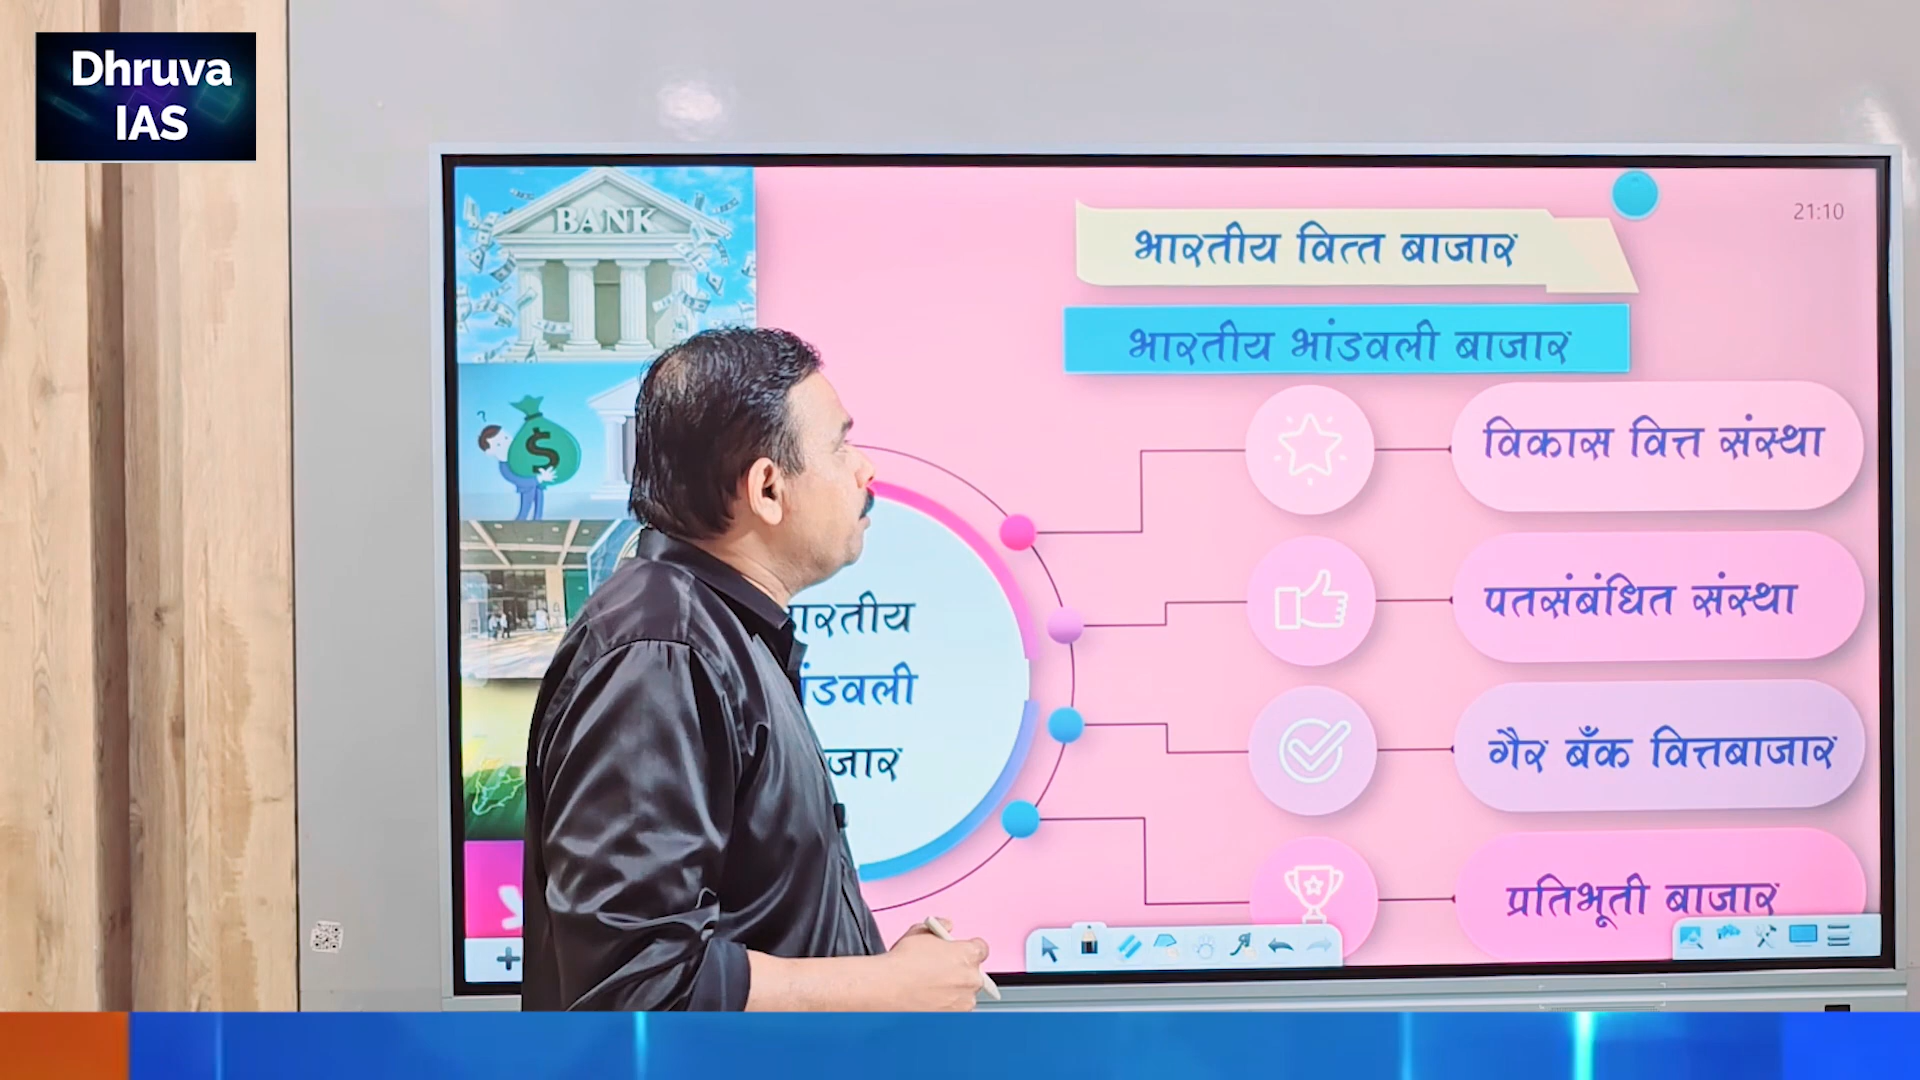 Dhruva
IAS
BANK
21:10
भारतीय वित्त बाजार
भारतीय भांडवली बाजार
विकास वित्त संस्था
पतसंबंधित संस्था
गैर बँक वित्तबाजार
प्रतिभूती बाजार